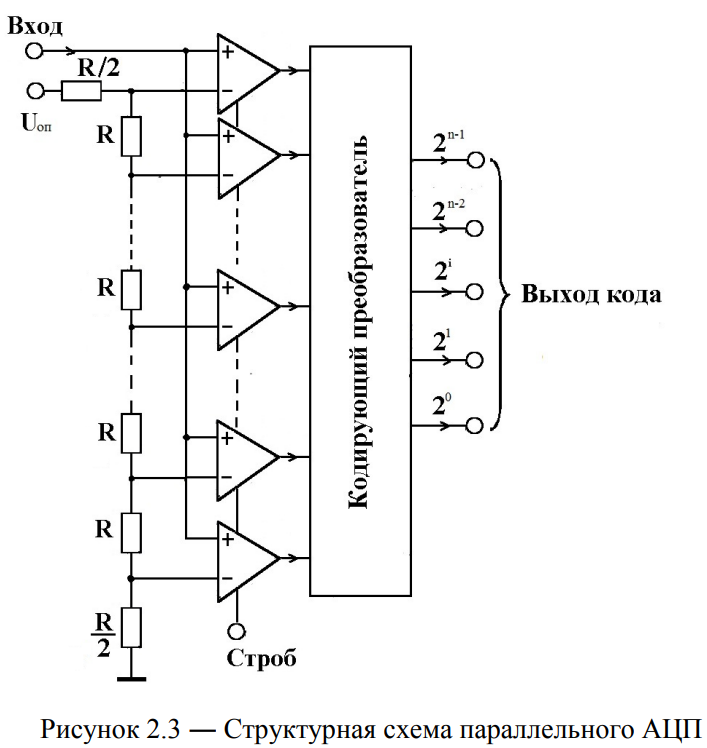 Вход
R/2
Uоп
R
R
R
R
R/2
+
−
+
−
+
−
+
−
+
−
Строб
Кодирующий преобразователь
2ⁿ⁻¹
2ⁿ⁻²
2ⁱ
2¹
2⁰
Выход кода
Рисунок 2.3 — Структурная схема параллельного АЦП